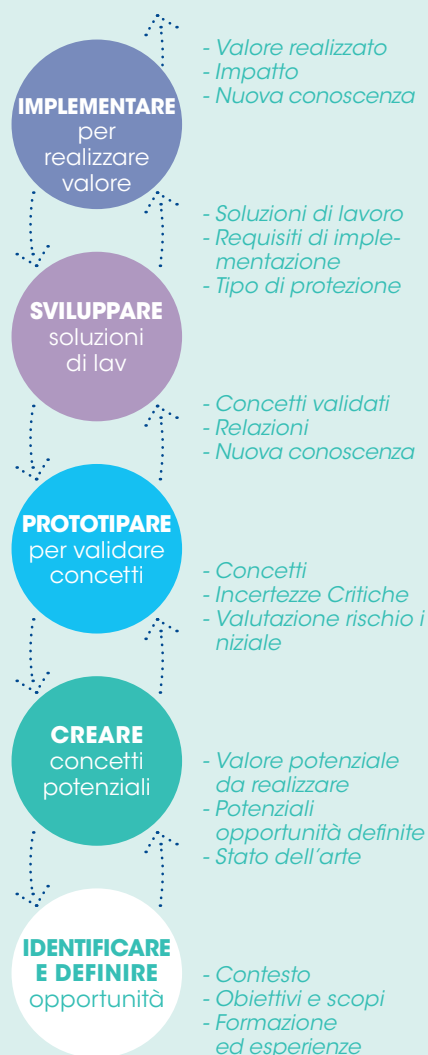 - Valore realizzato
- Impatto
- Nuova conoscenza
IMPLEMENTARE
per
realizzare
valore
- Soluzioni di lavoro
- Requisiti di imple-
mentazione
- Tipo di protezione
SVILUPPARE
soluzioni
di lav
- Concetti validati
- Relazioni
- Nuova conoscenza
PROTOTIPARE
per validare
concetti
- Concetti
- Incertezze Critiche
- Valutazione rischio i
niziale
CREARE
concetti
potenziali
- Valore potenziale
da realizzare
- Potenziali
opportunità definite
- Stato dell'arte
IDENTIFICARE
E DEFINIRE
opportunità
- Contesto
- Obiettivi e scopi
- Formazione
ed esperienze